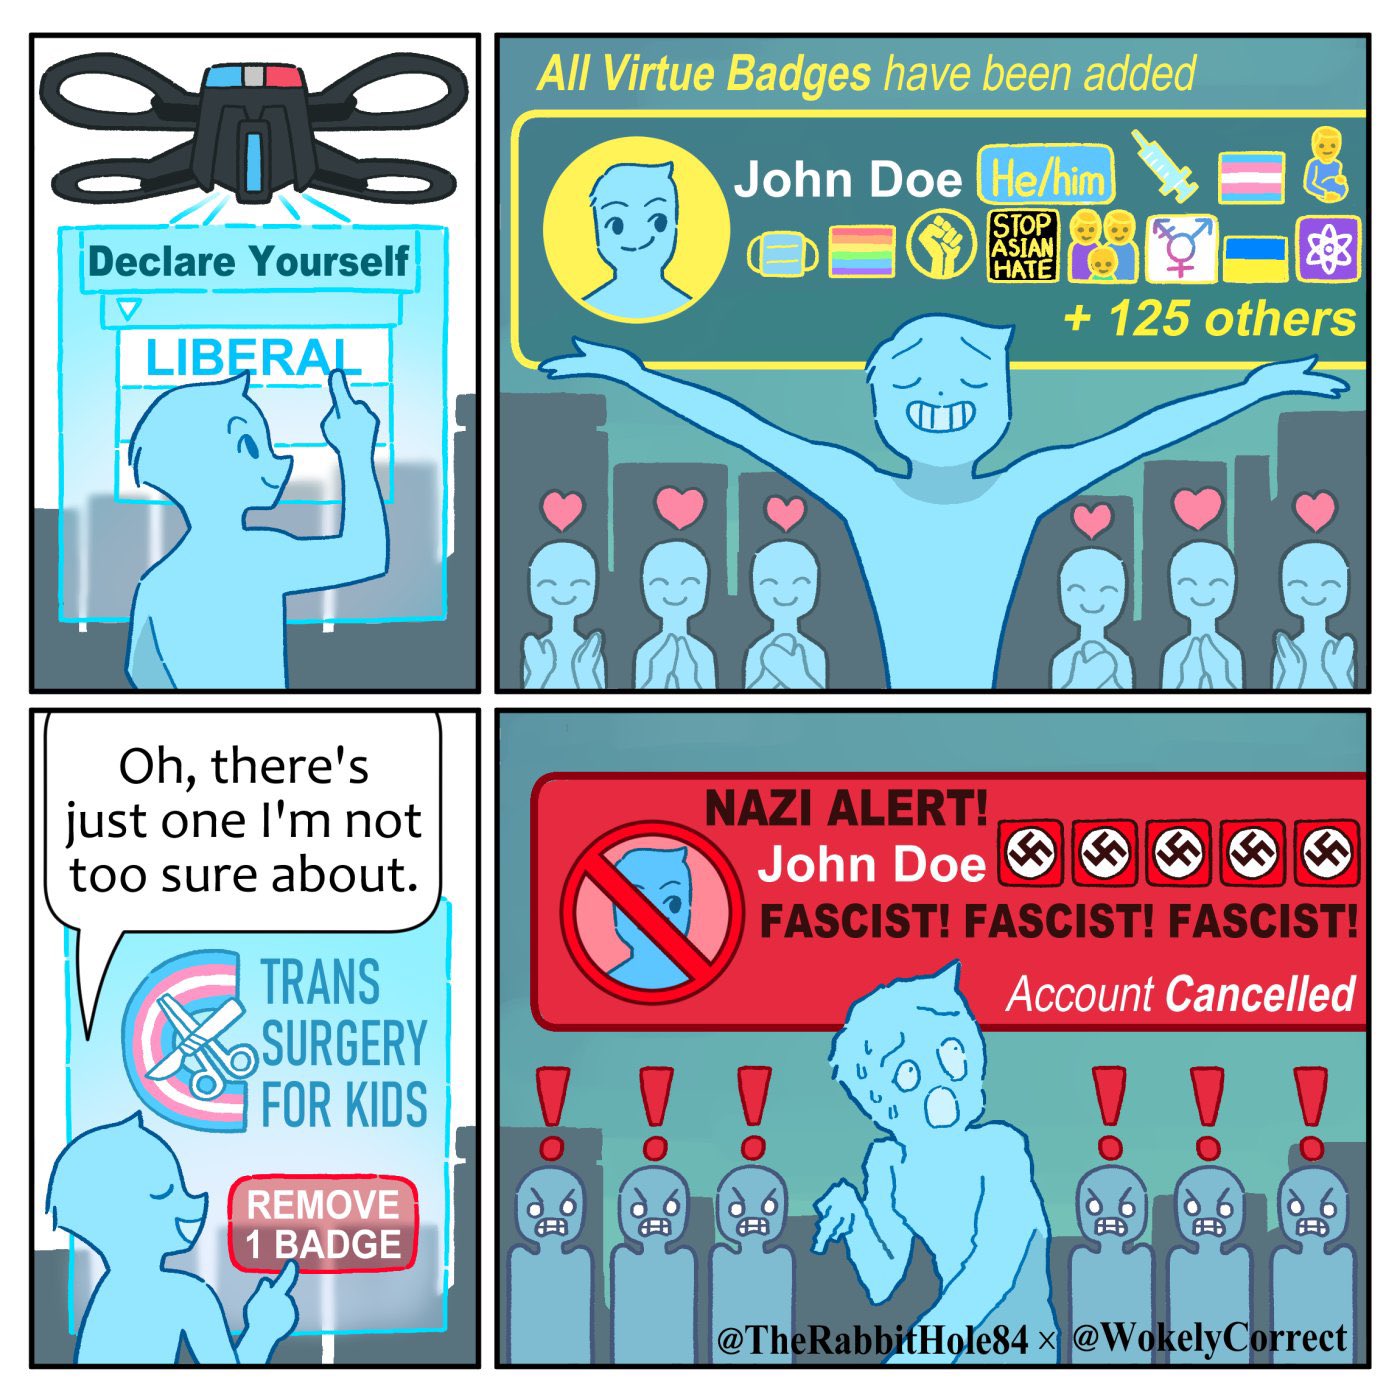 Declare Yourself
LIBERAL
All Virtue Badges have been added
John Doe He/him
STOP
ASIAN
HATE
+ 125 others
Oh, there's
just one I'm not
too sure about.
TRANS
SURGERY
FOR KIDS
REMOVE
1 BADGE
NAZI ALERT!
John Doe
FASCIST! FASCIST! FASCIST!
Account Cancelled
! ! ! ! ! !
@TheRabbitHole84 × @WokelyCorrect